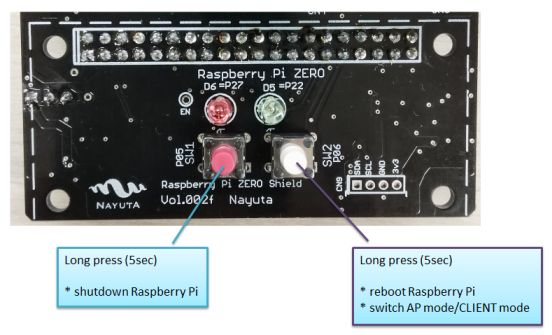 Raspberry Pi ZERO
D6=P27 D5=P22
EN
P05
SW1
SW2
P06
CN9
SDA
SCL
GND
3v3
NAYUTA
Raspberry Pi ZERO Shield
Vol.002f Nayuta
Long press (5sec)
* shutdown Raspberry Pi
Long press (5sec)
* reboot Raspberry Pi
* switch AP mode/CLIENT mode